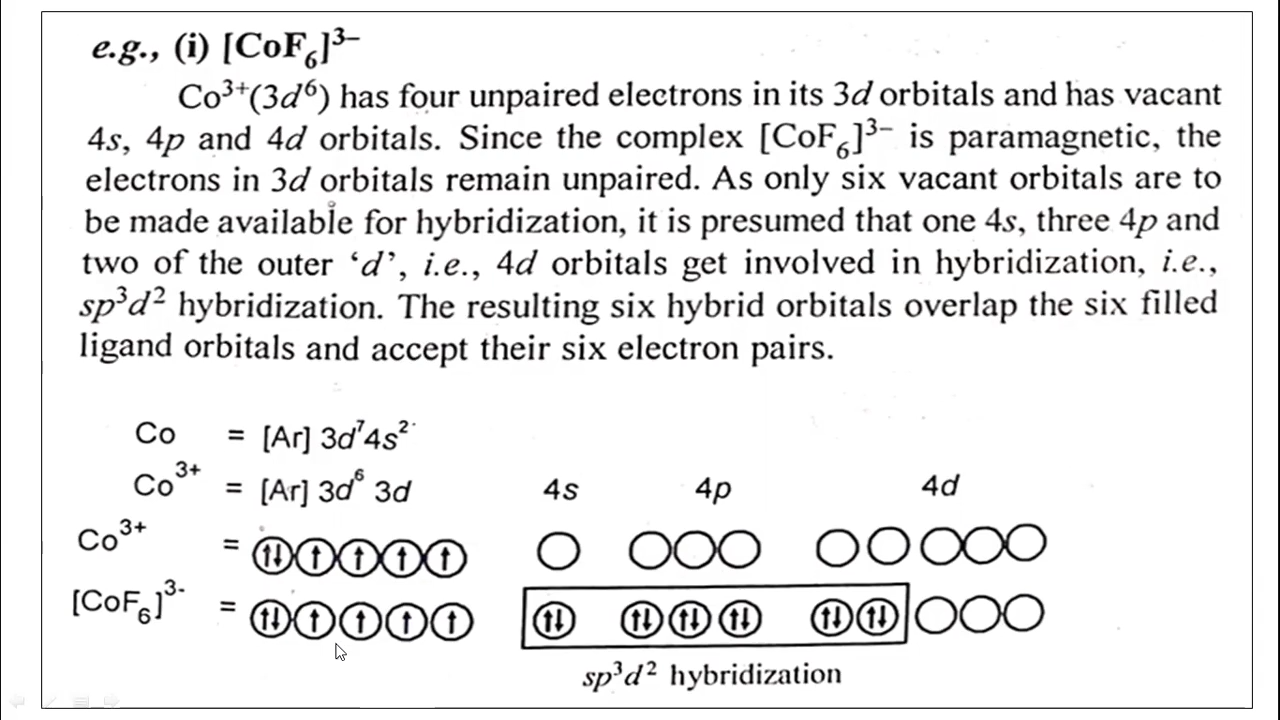 e.g., (i) [CoF₆]³⁻
Co³⁺(3d⁶) has four unpaired electrons in its 3d orbitals and has vacant
4s, 4p and 4d orbitals. Since the complex [CoF₆]³⁻ is paramagnetic, the
electrons in 3d orbitals remain unpaired. As only six vacant orbitals are to
be made available for hybridization, it is presumed that one 4s, three 4p and
two of the outer ‘d’, i.e., 4d orbitals get involved in hybridization, i.e.,
sp³d² hybridization. The resulting six hybrid orbitals overlap the six filled
ligand orbitals and accept their six electron pairs.
Co = [Ar] 3d⁷4s²
Co³⁺ = [Ar] 3d⁶ 3d 4s 4p 4d
Co³⁺ = ↑↓ ↑ ↑ ↑ ↑
[CoF₆]³⁻ = ↑↓ ↑ ↑ ↑ ↑ ↑↓ ↑↓ ↑↓ ↑↓ ↑↓ ↑↓
sp³d² hybridization